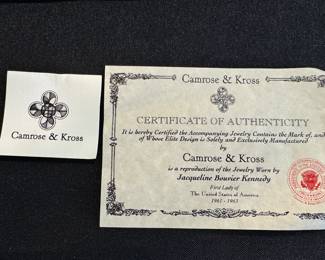 Camrose & Kross
Camrose & Kross
CERTIFICATE OF AUTHENTICITY
It is hereby Certified the Accompanying Jewelry Contains the Mark of, and
of Whose Elite Design is Solely and Exclusively Manufactured
by
Camrose & Kross
is a reproduction of the Jewelry Worn by
Jacqueline Bouvier Kennedy
First Lady of
The United States of America
1961 - 1963